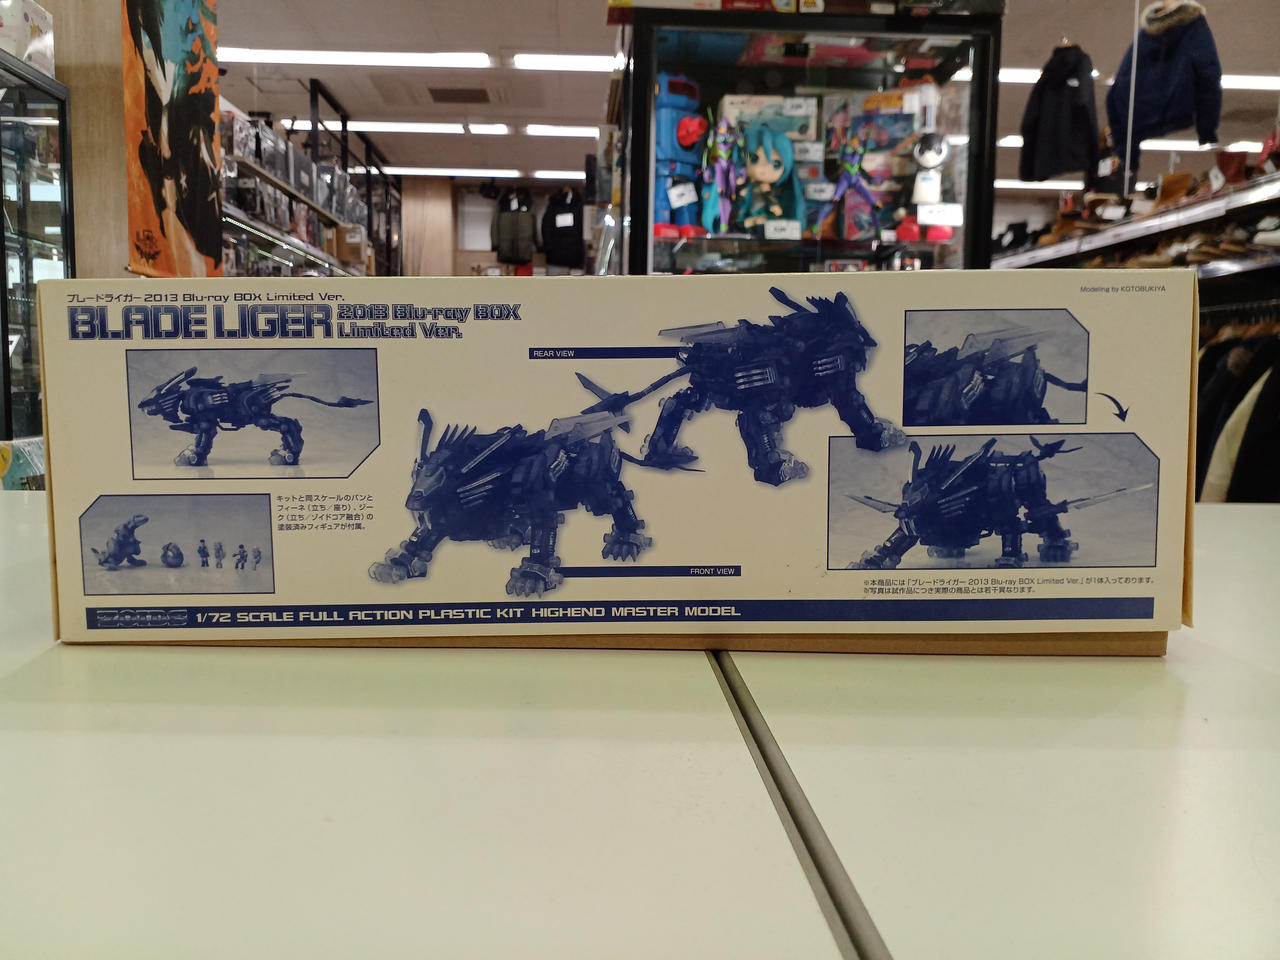 ブレードライガー 2013 Blu-ray BOX Limited Ver.
BLADE LIGER 2013 Blu-ray BOX
Limited Ver.
Modeling by KOTOBUKIYA
REAR VIEW
キットと同スケールのバンと
フィーネ(立ち/座り)、ジー
ク(立ち/ゾイドコア融合)の
塗装済みフィギュアが付属。
FRONT VIEW
※本商品には「ブレードライガー 2013 Blu-ray BOX Limited Ver.」が1体入っております。
※写真は試作品につき実際の商品とは若干異なります。
ZOIDS 1/72 SCALE FULL ACTION PLASTIC KIT HIGHEND MASTER MODEL